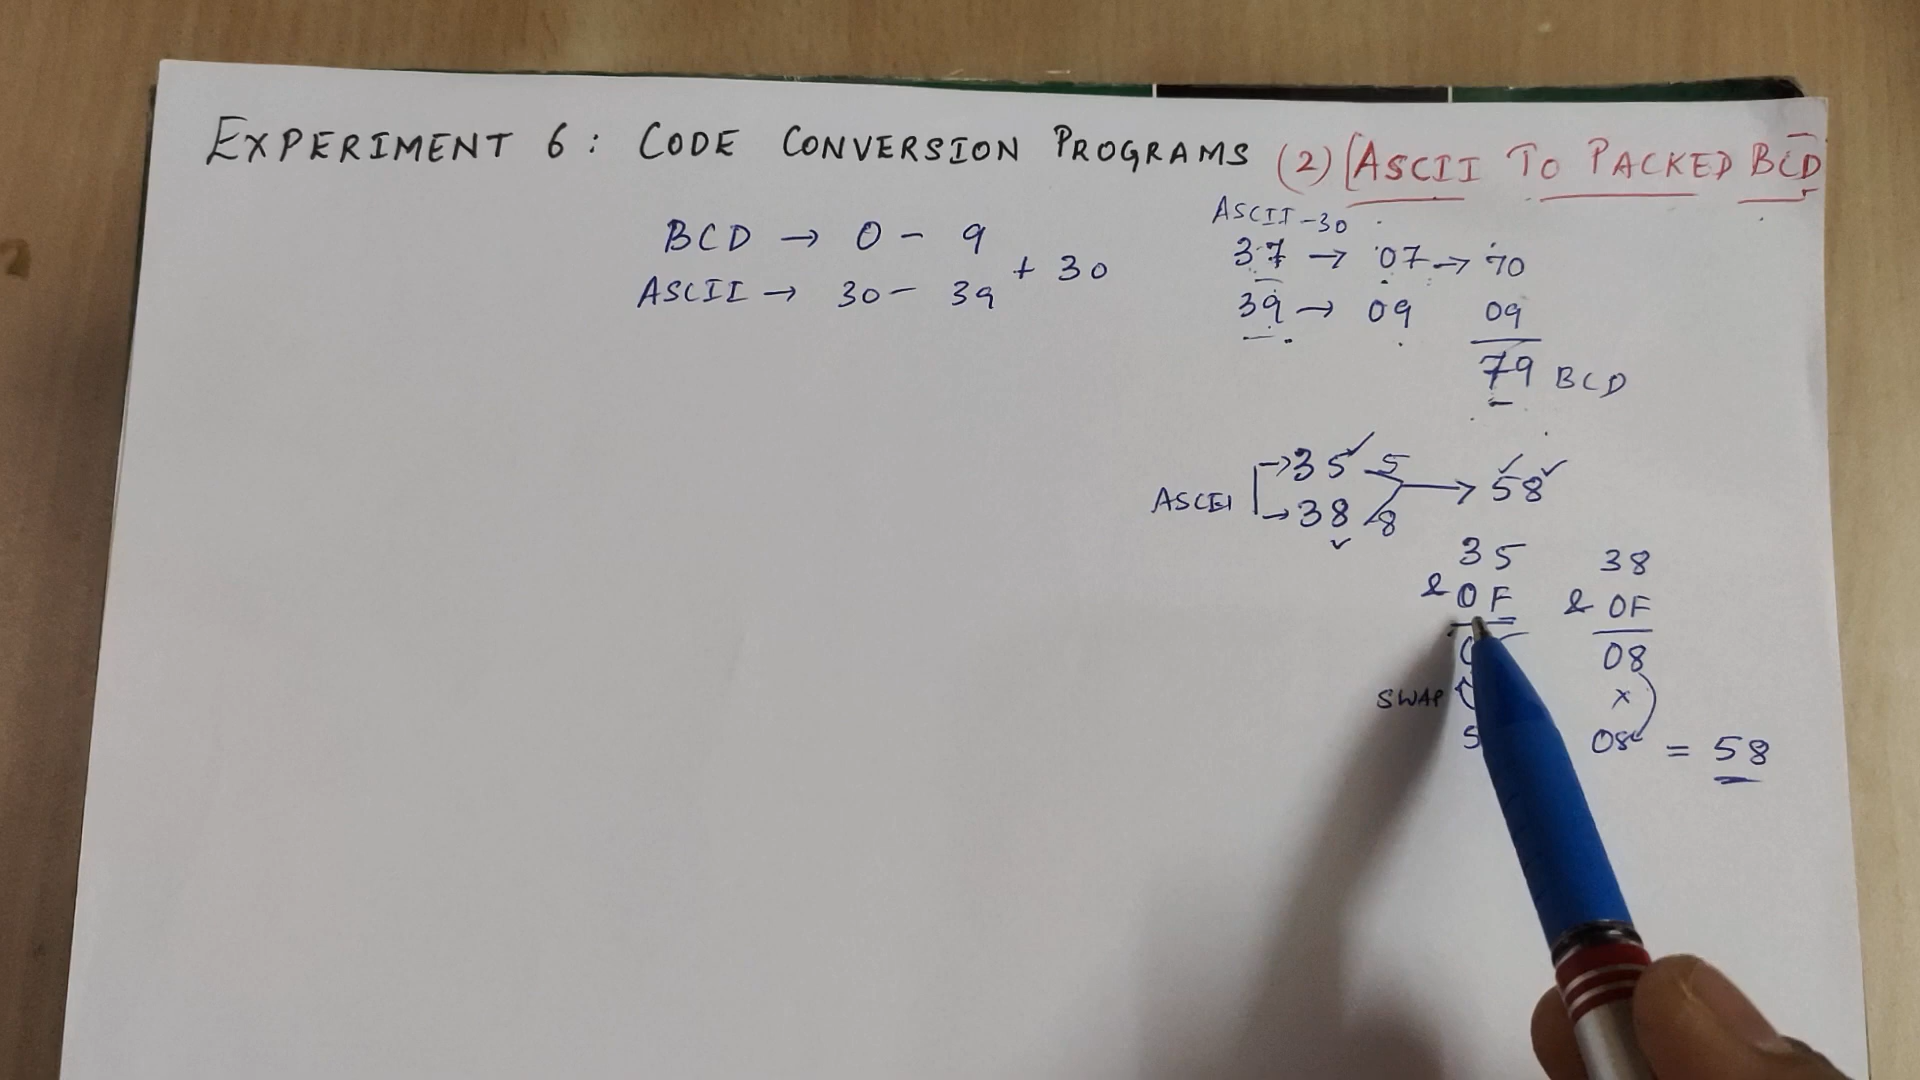 EXPERIMENT 6 : CODE CONVERSION PROGRAMS (2) [ASCII TO PACKED BCD
BCD → 0 - 9
ASCII → 30 - 39 + 30
ASCII -30
37 → 07 → 70
39 → 09 09
79 BCD
ASCII → 35 5 → 58
→ 38 8
35 38
& 0F & 0F
0 08
SWAP
5 08 = 58